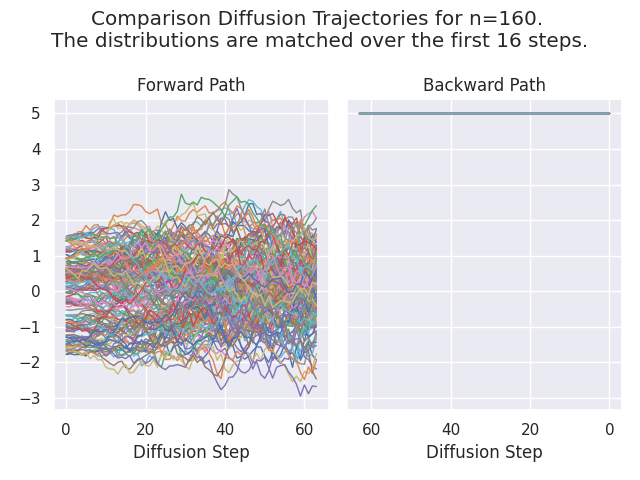 Comparison Diffusion Trajectories for n=160.
The distributions are matched over the first 16 steps.
Forward Path
Backward Path
5
4
3
2
1
0
−1
−2
−3
0 20 40 60
60 40 20 0
Diffusion Step
Diffusion Step